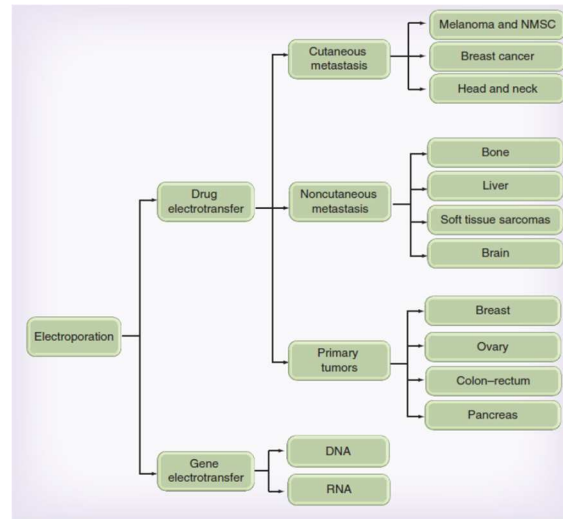 Electroporation
Drug
electrotransfer
Cutaneous
metastasis
Melanoma and NMSC
Breast cancer
Head and neck
Noncutaneous
metastasis
Bone
Liver
Soft tissue sarcomas
Brain
Primary
tumors
Breast
Ovary
Colon–rectum
Pancreas
Gene
electrotransfer
DNA
RNA